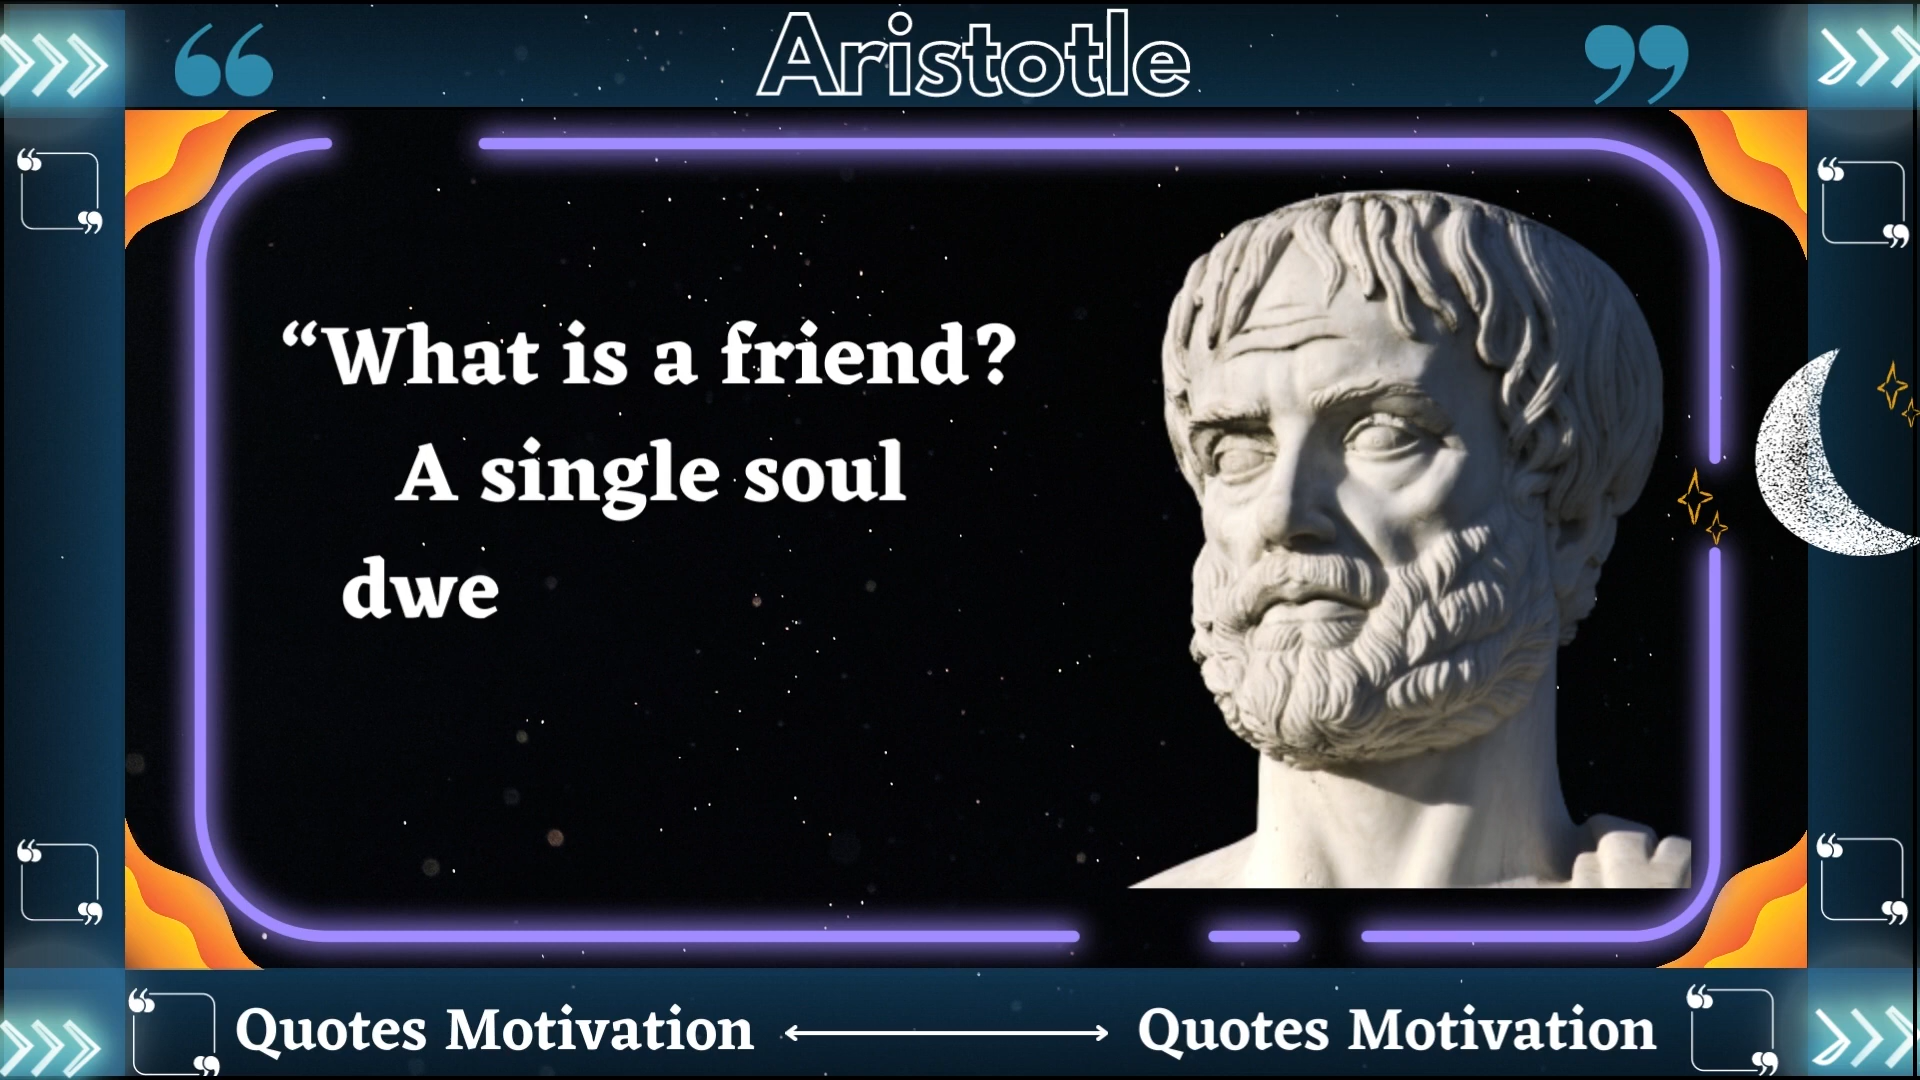 Aristotle
“What is a friend?
A single soul
dwe
Quotes Motivation
Quotes Motivation